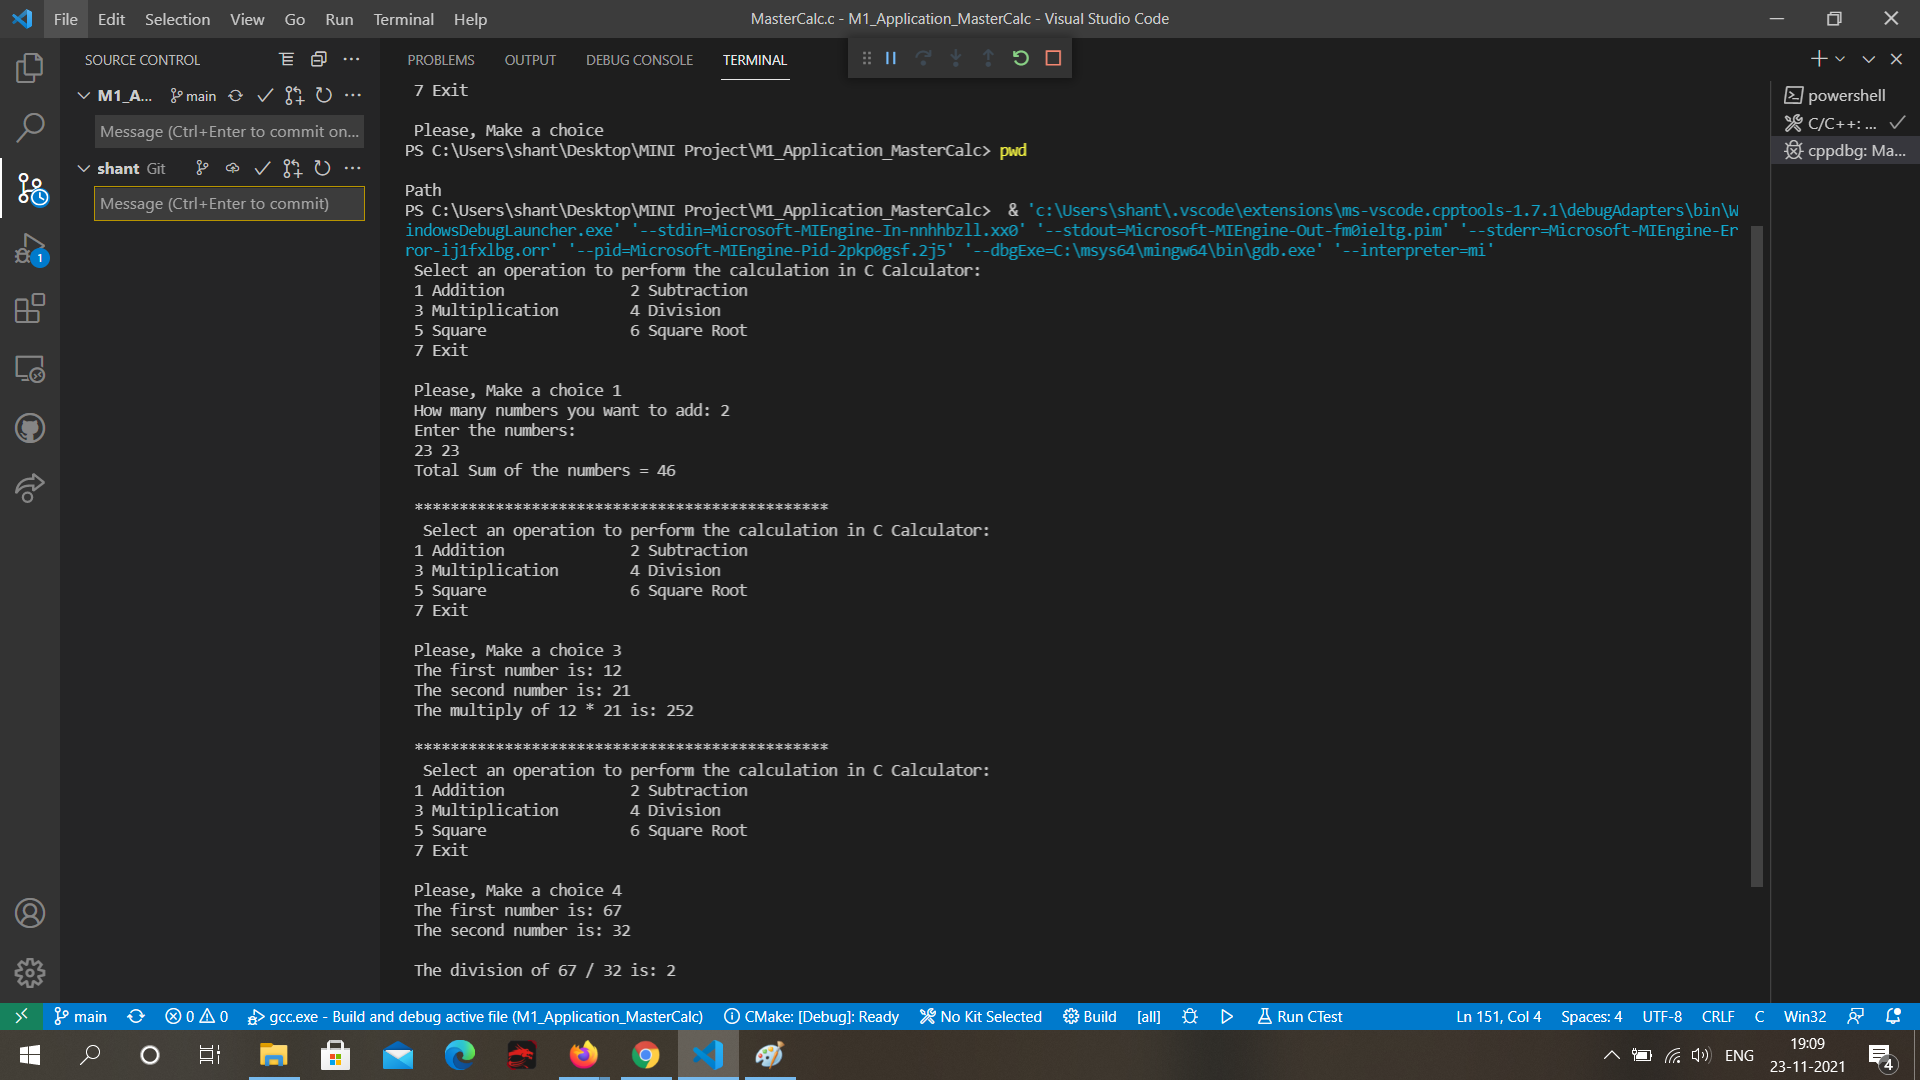 File Edit Selection View Go Run Terminal Help
MasterCalc.c - M1_Application_MasterCalc - Visual Studio Code
SOURCE CONTROL
M1_A... main
Message (Ctrl+Enter to commit on...
shant Git
Message (Ctrl+Enter to commit)
1
PROBLEMS OUTPUT DEBUG CONSOLE TERMINAL
7 Exit
Please, Make a choice
PS C:\Users\shant\Desktop\MINI Project\M1_Application_MasterCalc> pwd
Path
PS C:\Users\shant\Desktop\MINI Project\M1_Application_MasterCalc> & 'c:\Users\shant\.vscode\extensions\ms-vscode.cpptools-1.7.1\debugAdapters\bin\W
indowsDebugLauncher.exe' '--stdin=Microsoft-MIEngine-In-nnhhbzll.xx0' '--stdout=Microsoft-MIEngine-Out-fm0ieltg.pim' '--stderr=Microsoft-MIEngine-Er
ror-ij1fxlbg.orr' '--pid=Microsoft-MIEngine-Pid-2pkp0gsf.2j5' '--dbgExe=C:\msys64\mingw64\bin\gdb.exe' '--interpreter=mi'
Select an operation to perform the calculation in C Calculator:
1 Addition 2 Subtraction
3 Multiplication 4 Division
5 Square 6 Square Root
7 Exit
Please, Make a choice 1
How many numbers you want to add: 2
Enter the numbers:
23 23
Total Sum of the numbers = 46
**********************************************
Select an operation to perform the calculation in C Calculator:
1 Addition 2 Subtraction
3 Multiplication 4 Division
5 Square 6 Square Root
7 Exit
Please, Make a choice 3
The first number is: 12
The second number is: 21
The multiply of 12 * 21 is: 252
**********************************************
Select an operation to perform the calculation in C Calculator:
1 Addition 2 Subtraction
3 Multiplication 4 Division
5 Square 6 Square Root
7 Exit
Please, Make a choice 4
The first number is: 67
The second number is: 32
The division of 67 / 32 is: 2
powershell
C/C++: ...
cppdbg: Ma...
main 0 0 gcc.exe - Build and debug active file (M1_Application_MasterCalc) CMake: [Debug]: Ready No Kit Selected Build [all] Run CTest Ln 151, Col 4 Spaces: 4 UTF-8 CRLF C Win32
ENG
19:09
23-11-2021
4